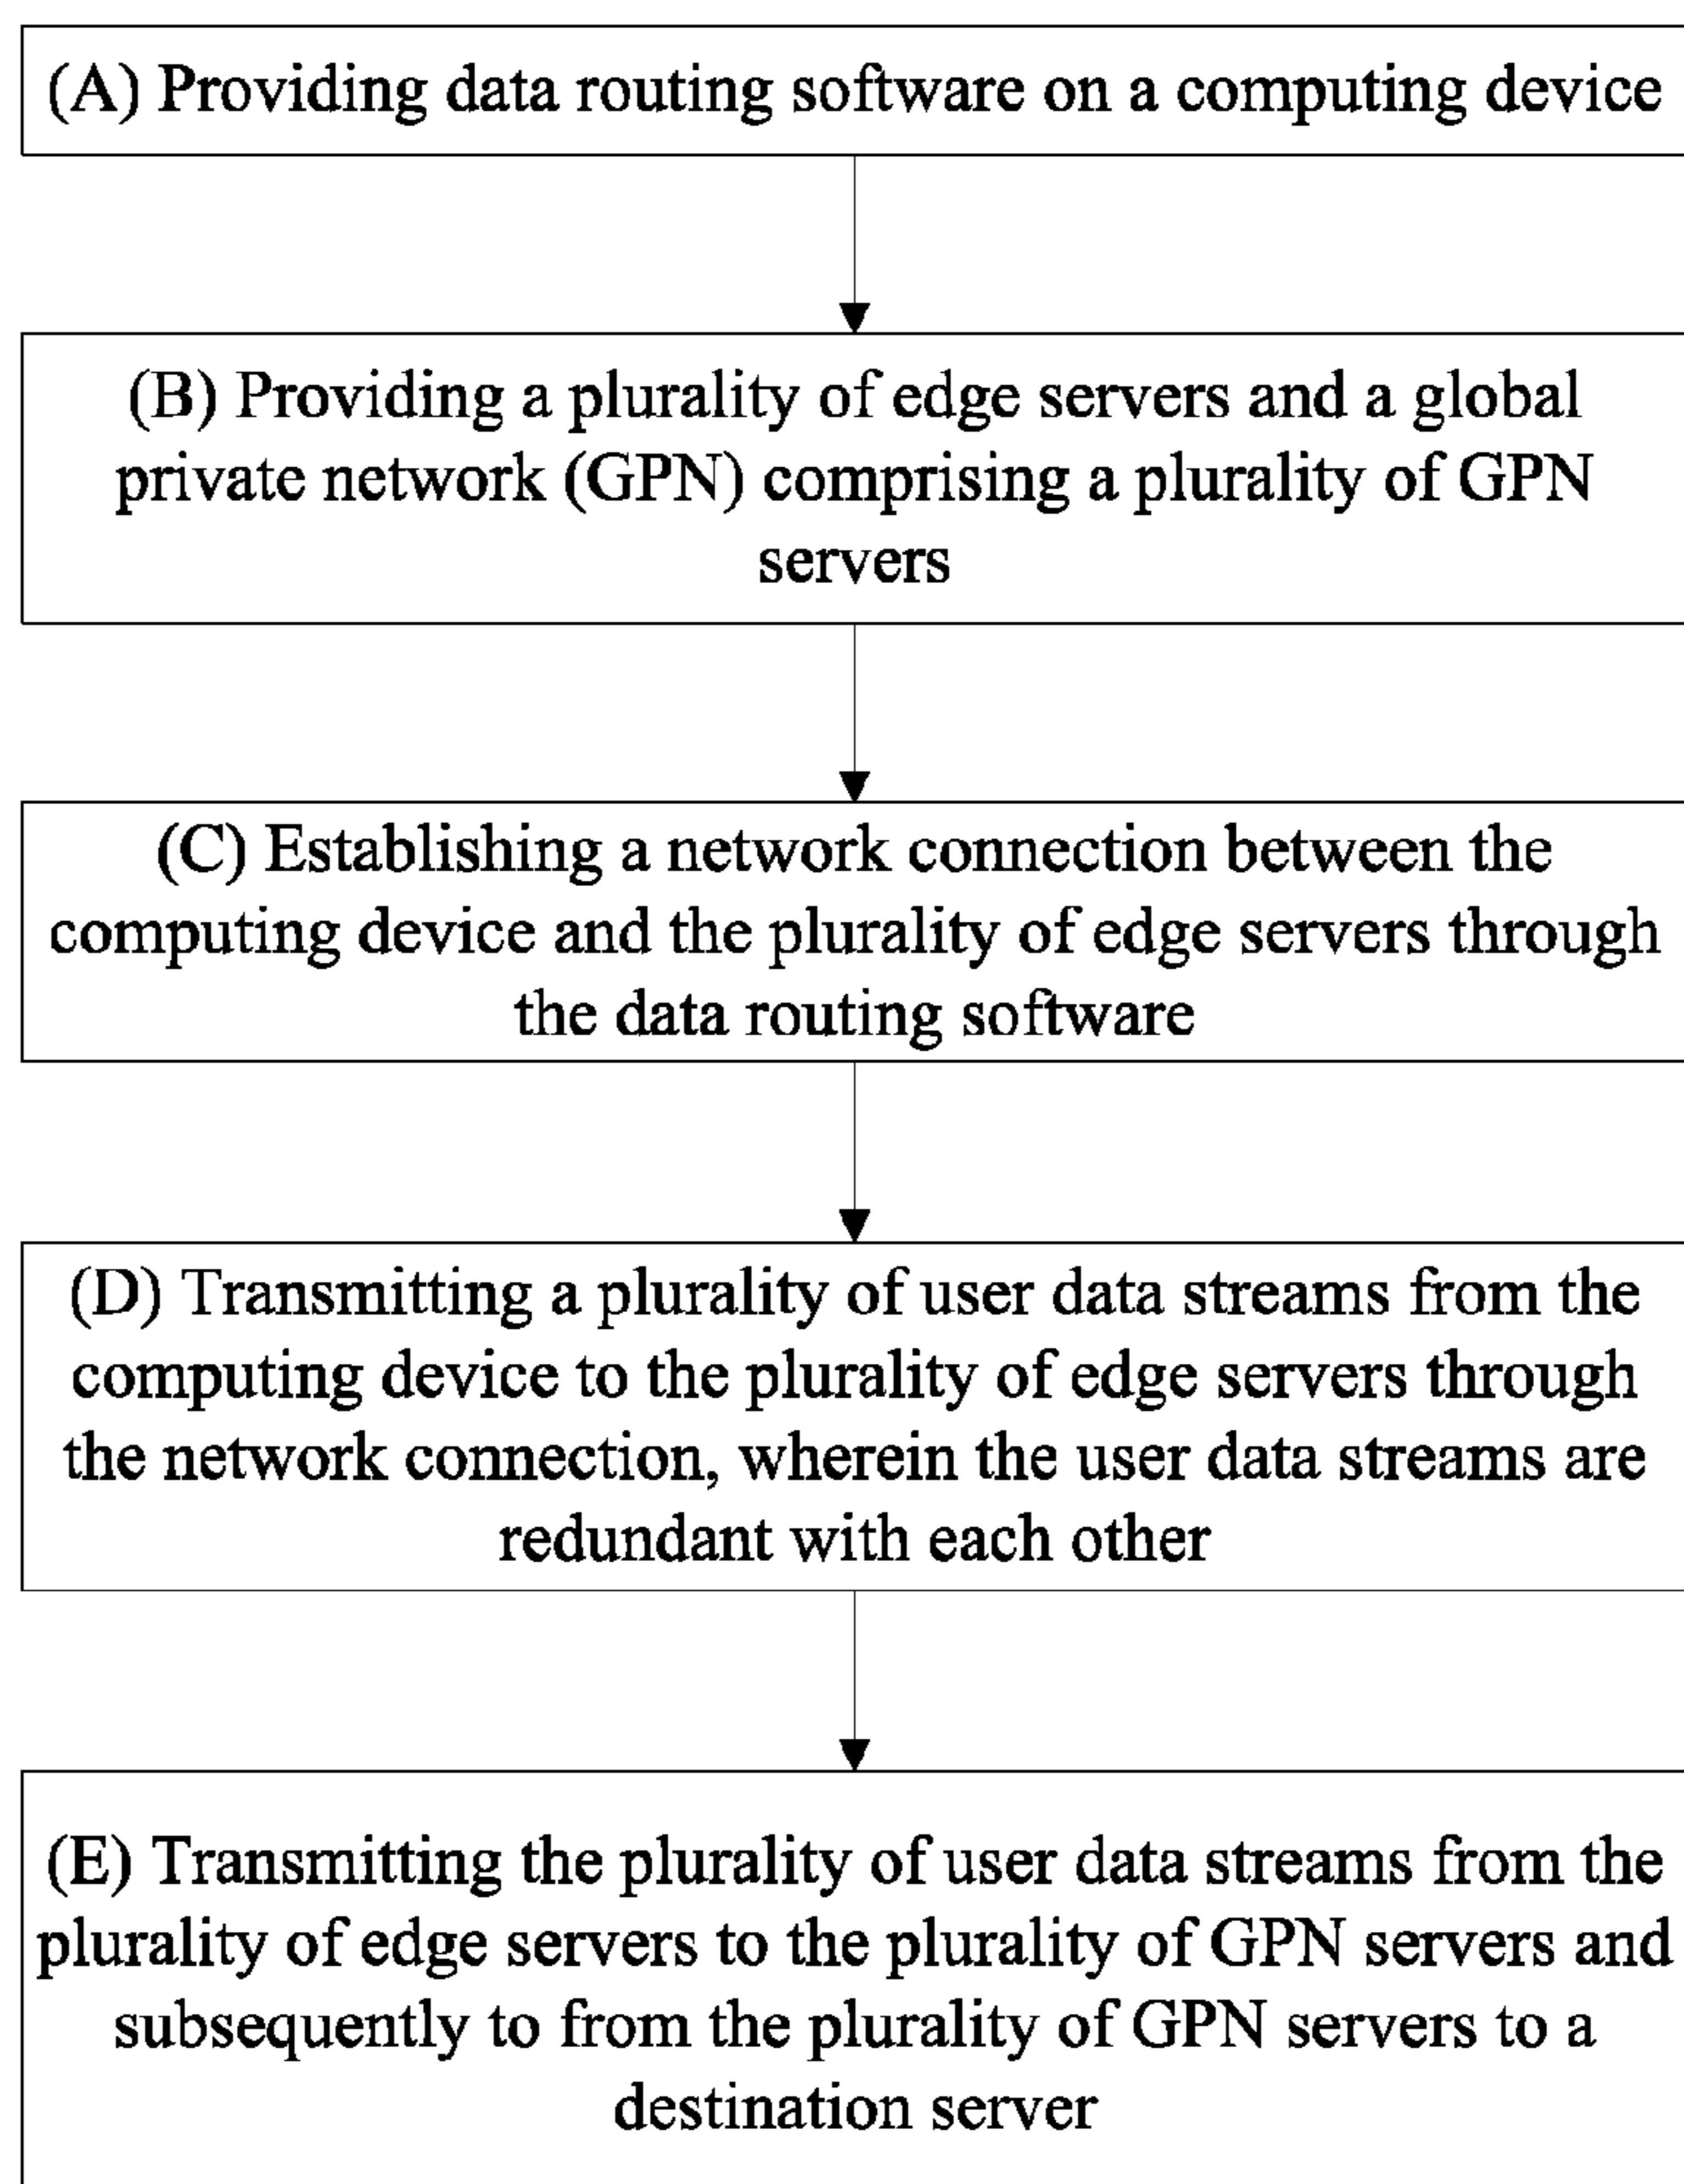 (A) Providing data routing software on a computing device
(B) Providing a plurality of edge servers and a global
private network (GPN) comprising a plurality of GPN
servers
(C) Establishing a network connection between the
computing device and the plurality of edge servers through
the data routing software
(D) Transmitting a plurality of user data streams from the
computing device to the plurality of edge servers through
the network connection, wherein the user data streams are
redundant with each other
(E) Transmitting the plurality of user data streams from the
plurality of edge servers to the plurality of GPN servers and
subsequently to from the plurality of GPN servers to a
destination server